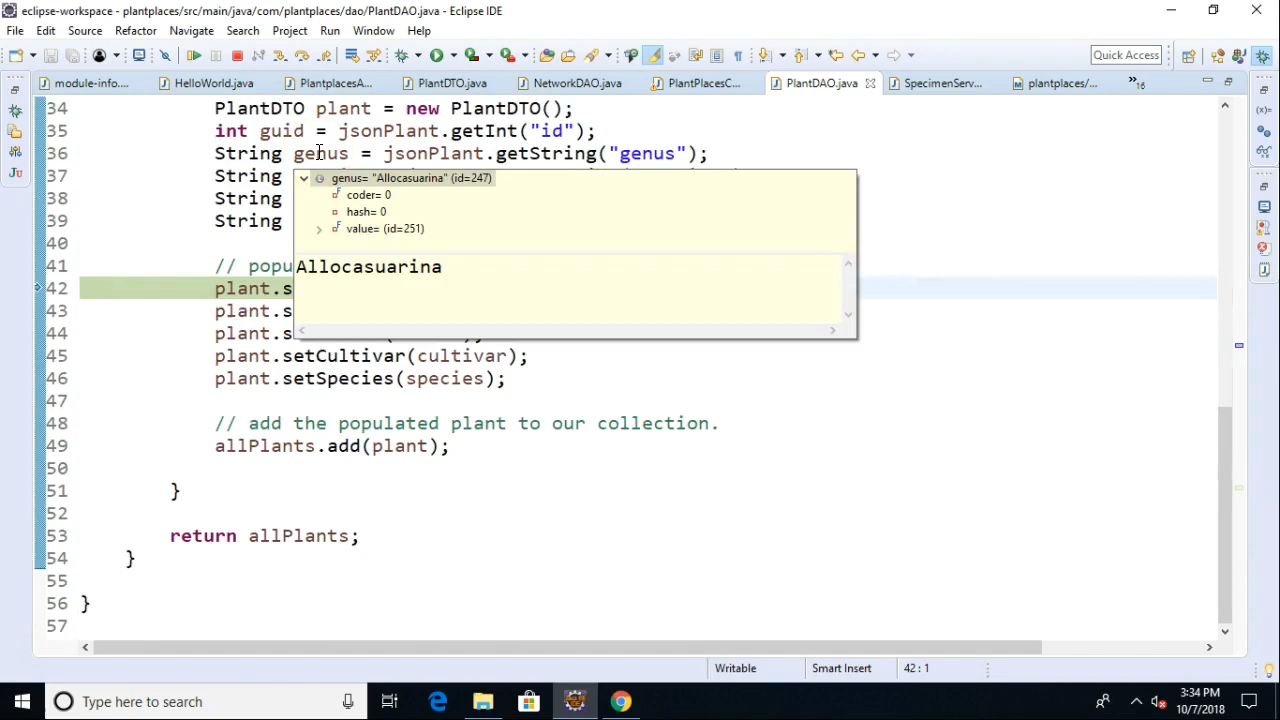 eclipse-workspace - plantplaces/src/main/java/com/plantplaces/dao/PlantDAO.java - Eclipse IDE
File Edit Source Refactor Navigate Search Project Run Window Help
Quick Access
module-info.... HelloWorld.java PlantplacesA... PlantDTO.java NetworkDAO.java PlantPlacesC... PlantDAO.java SpecimenServ... plantplaces/... »16
34 PlantDTO plant = new PlantDTO();
35 int guid = jsonPlant.getInt("id");
36 String genus = jsonPlant.getString("genus");
37 String
38 String
39 String
genus= "Allocasuarina" (id=247)
coder= 0
hash= 0
value= (id=251)
Allocasuarina
40
41 // popu
42 plant.s
43 plant.s
44 plant.s
45 plant.setCultivar(cultivar);
46 plant.setSpecies(species);
47
48 // add the populated plant to our collection.
49 allPlants.add(plant);
50
51 }
52
53 return allPlants;
54 }
55
56 }
57
Writable Smart Insert 42 : 1
Type here to search
3:34 PM
10/7/2018